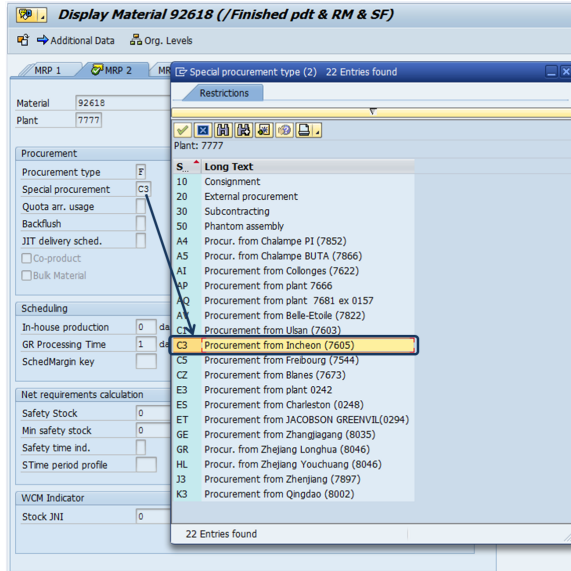 Display Material 92618 (/Finished pdt & RM & SF)
Additional Data Org. Levels
MRP 1 MRP 2 MR
Material 92618
Plant 7777
Procurement
Procurement type F
Special procurement C3
Quota arr. usage
Backflush
JIT delivery sched.
Co-product
Bulk Material
Scheduling
In-house production 0 da
GR Processing Time 1 da
SchedMargin key
Net requirements calculation
Safety Stock 0
Min safety stock 0
Safety time ind.
STime period profile
WCM Indicator
Stock JNI 0
Special procurement type (2) 22 Entries found
Restrictions
Plant: 7777
S... Long Text
10 Consignment
20 External procurement
30 Subcontracting
50 Phantom assembly
A4 Procur. from Chalampe PI (7852)
A5 Procur. from Chalampe BUTA (7866)
AI Procurement from Collonges (7622)
AP Procurement from plant 7666
AQ Procurement from plant 7681 ex 0157
AV Procurement from Belle-Etoile (7822)
C1 Procurement from Ulsan (7603)
C3 Procurement from Incheon (7605)
C5 Procurement from Freibourg (7544)
CZ Procurement from Blanes (7673)
E3 Procurement from plant 0242
ES Procurement from Charleston (0248)
ET Procurement from JACOBSON GREENVIL(0294)
GE Procurement from Zhangjiagang (8035)
GR Procur. from Zhejiang Longhua (8046)
HL Procur. from Zhejiang Youchuang (8046)
J3 Procurement from Zhenjiang (7897)
K3 Procurement from Qingdao (8002)
22 Entries found